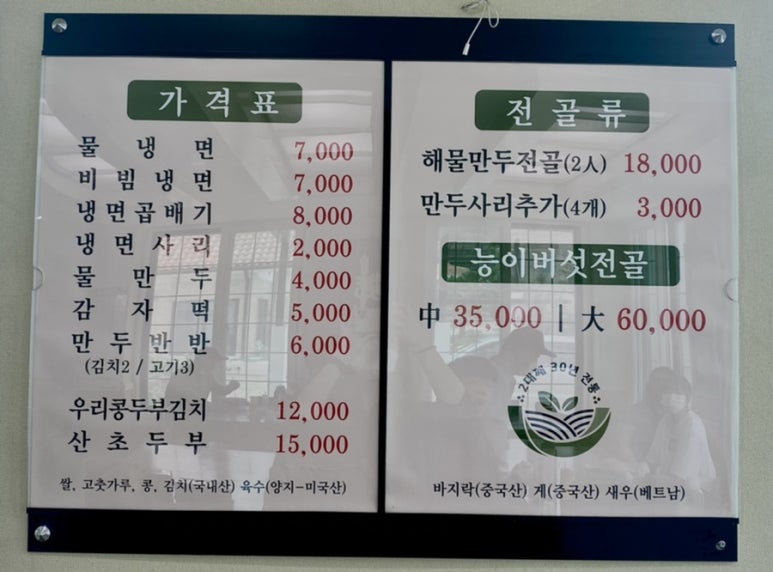 가격표
물냉면 7,000
비빔냉면 7,000
냉면곱배기 8,000
냉면사리 2,000
물만두 4,000
감자떡 5,000
만두반반 6,000
(김치2 / 고기3)
우리콩두부김치 12,000
산초두부 15,000
쌀, 고춧가루, 콩, 김치(국내산) 육수(양지-미국산)
전골류
해물만두전골(2人) 18,000
만두사리추가(4개) 3,000
능이버섯전골
中 35,000 | 大 60,000
2대째 30년 전통
바지락(중국산) 게(중국산) 새우(베트남)